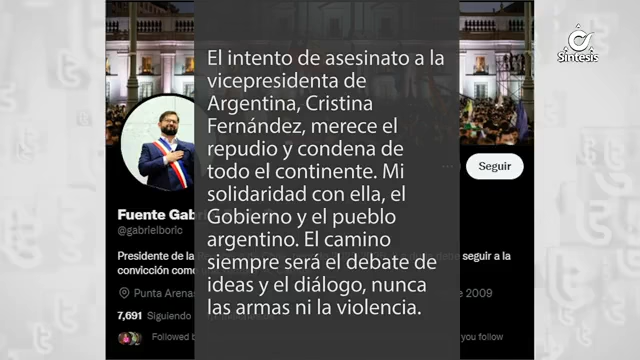 Síntesis
El intento de asesinato a la
vicepresidenta de
Argentina, Cristina
Fernández, merece el
repudio y condena de
todo el continente. Mi
solidaridad con ella, el
Gobierno y el pueblo
argentino. El camino
siempre será el debate de
ideas y el diálogo, nunca
las armas ni la violencia.
Seguir
Fuente Gabri
@gabrielboric
Presidente de la seguir a la
convicción como
Punta Arena 2009
7,691 Siguiendo
Followed b you follow